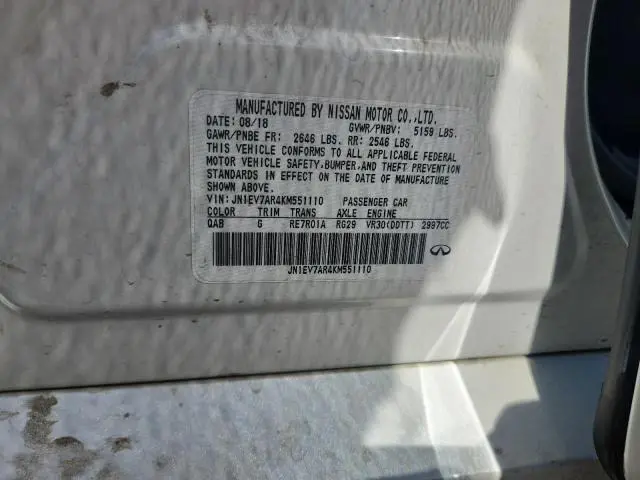 MANUFACTURED BY NISSAN MOTOR CO.,LTD.
DATE: 08/18 GVWR/PNBV: 5159 LBS.
GAWR/PNBE FR: 2646 LBS. RR: 2546 LBS.
THIS VEHICLE CONFORMS TO ALL APPLICABLE FEDERAL
MOTOR VEHICLE SAFETY,BUMPER,AND THEFT PREVENTION
STANDARDS IN EFFECT ON THE DATE OF MANUFACTURE
SHOWN ABOVE.
VIN:JN1EV7AR4KM551110 PASSENGER CAR
COLOR TRIM TRANS AXLE ENGINE
QAB G RE7R01A RG29 VR30(DDTT) 2997CC
JN1EV7AR4KM551110